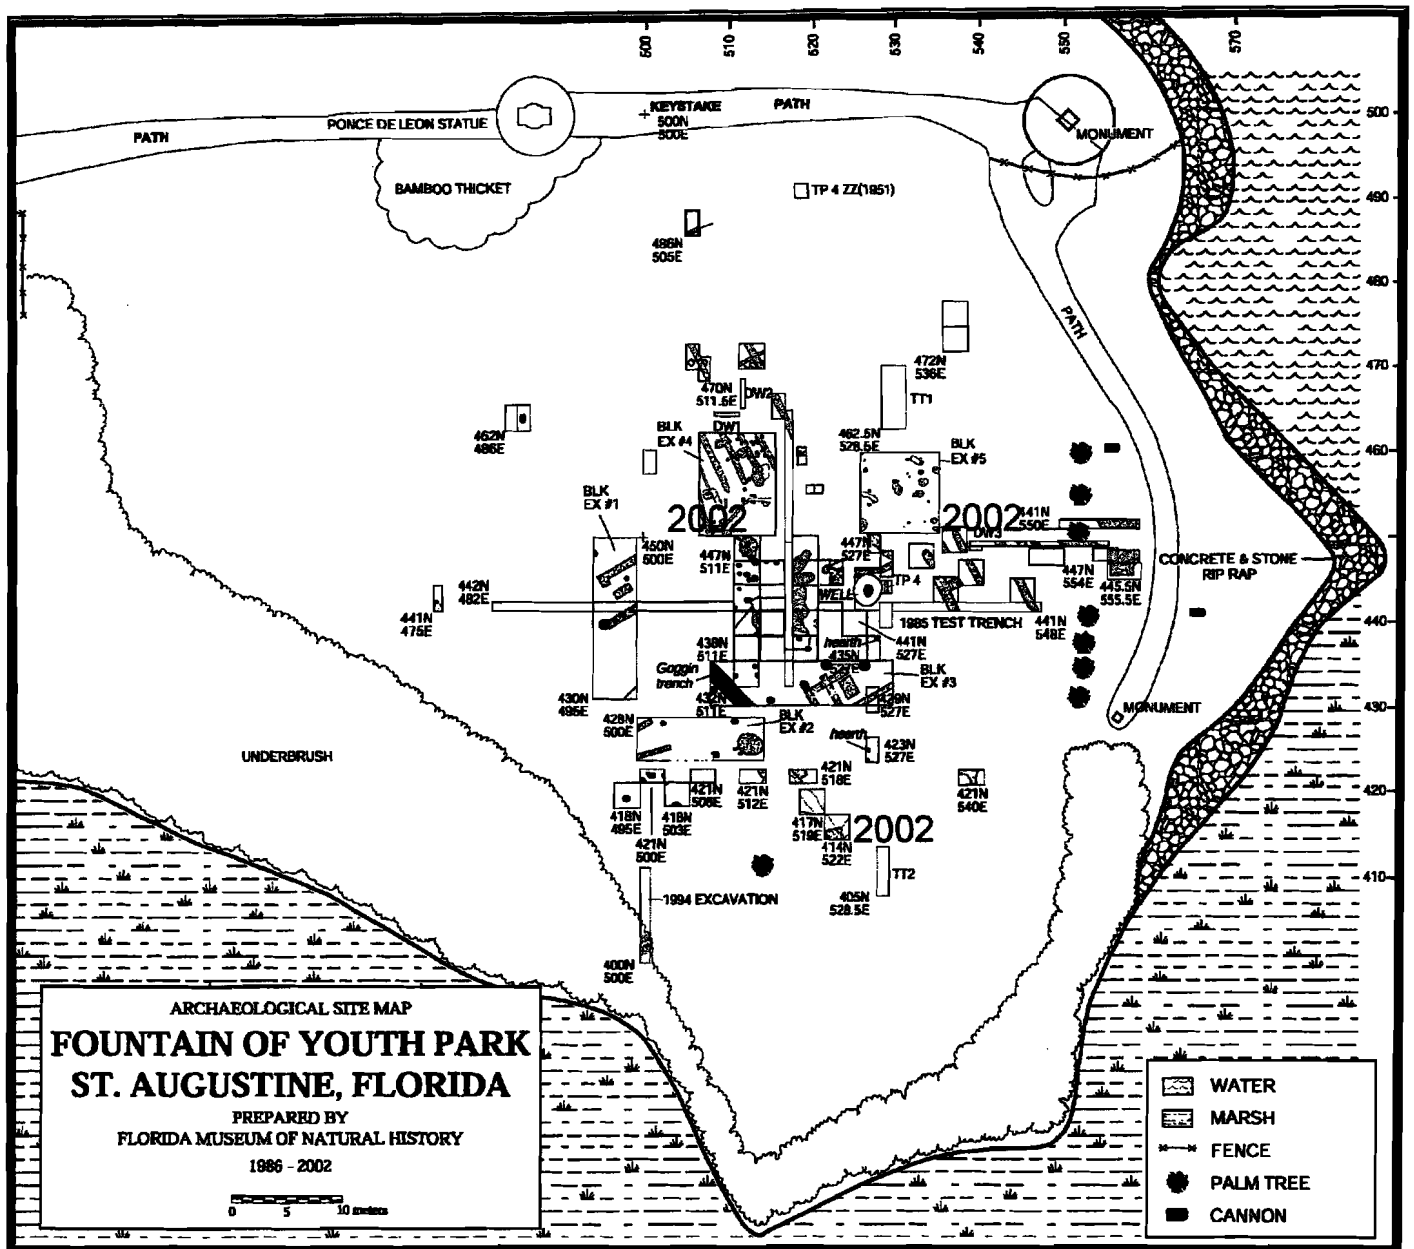 500
510
520
530
540
550
570
500
490
480
470
460
450
440
430
420
410
KEYSTAKE
500N
500E
PATH
PATH
PONCE DE LEON STATUE
MONUMENT
BAMBOO THICKET
TP 4 ZZ(1951)
486N
505E
PATH
472N
536E
470N
511.5E
DW2
TT1
462N
486E
BLK
EX #4
DW1
462.5N
528.5E
BLK
EX #5
BLK
EX #1
2002
2002
441N
550E
DW3
450N
500E
447N
511E
447N
527E
CONCRETE & STONE
RIP RAP
447N
554E
445.5N
555.5E
442N
482E
441N
475E
WELL
TP 4
1985 TEST TRENCH
441N
548E
438N
511E
hearth
441N
527E
435N
527E
Goggin
trench
BLK
EX #3
430N
495E
432N
511E
429N
527E
MONUMENT
428N
500E
BLK
EX #2
hearth
423N
527E
UNDERBRUSH
421N
506E
421N
512E
421N
518E
421N
540E
418N
495E
418N
503E
417N
519E
2002
421N
500E
414N
522E
TT2
1994 EXCAVATION
405N
528.5E
400N
500E
ARCHAEOLOGICAL SITE MAP
FOUNTAIN OF YOUTH PARK
ST. AUGUSTINE, FLORIDA
PREPARED BY
FLORIDA MUSEUM OF NATURAL HISTORY
1986 - 2002
0 5 10 meters
WATER
MARSH
FENCE
PALM TREE
CANNON